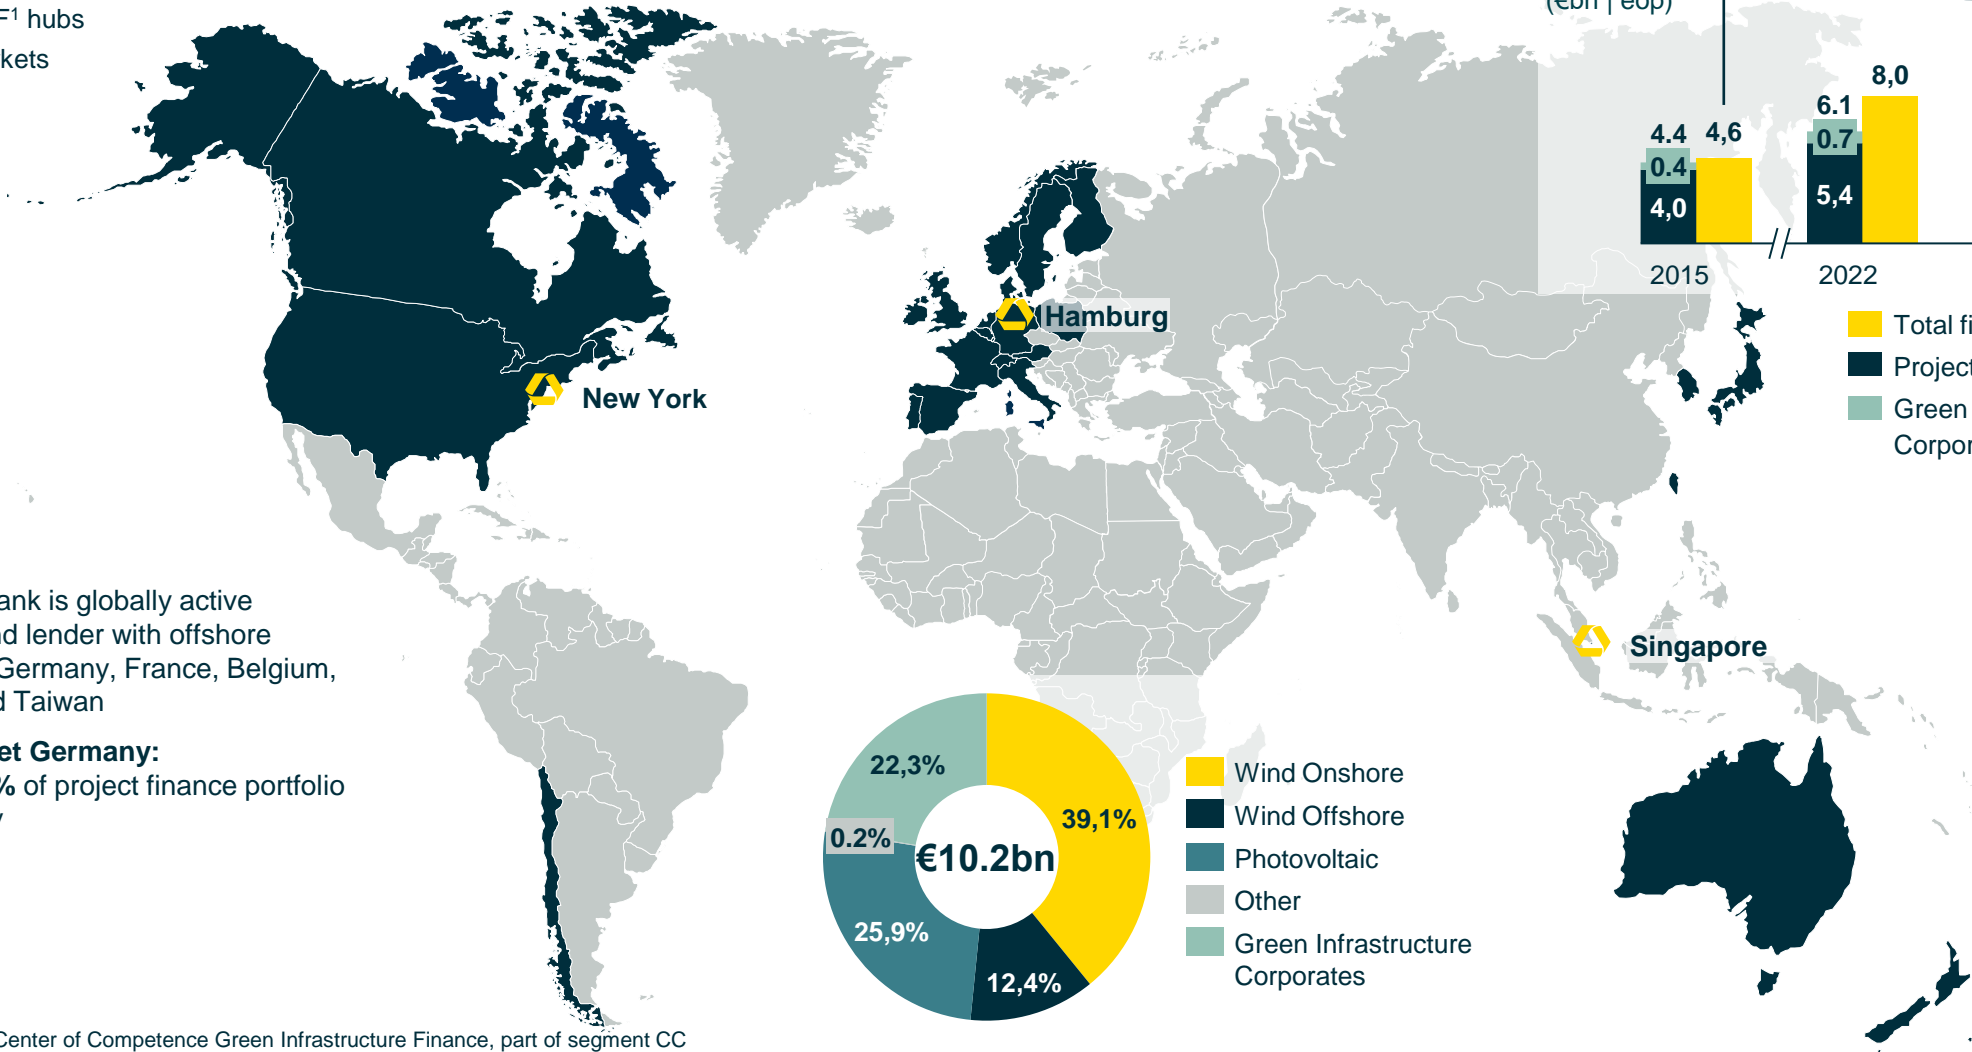 F¹ hubs
kets
(€bn | eop)
4.4
4,6
0.4
4,0
6.1
8,0
0.7
5,4
2015
2022
Total fi
Project
Green
Corpor
Hamburg
New York
Singapore
ank is globally active
d lender with offshore
Germany, France, Belgium,
d Taiwan
et Germany:
% of project finance portfolio
22,3%
39,1%
0.2%
€10.2bn
25,9%
12,4%
Wind Onshore
Wind Offshore
Photovoltaic
Other
Green Infrastructure
Corporates
Center of Competence Green Infrastructure Finance, part of segment CC